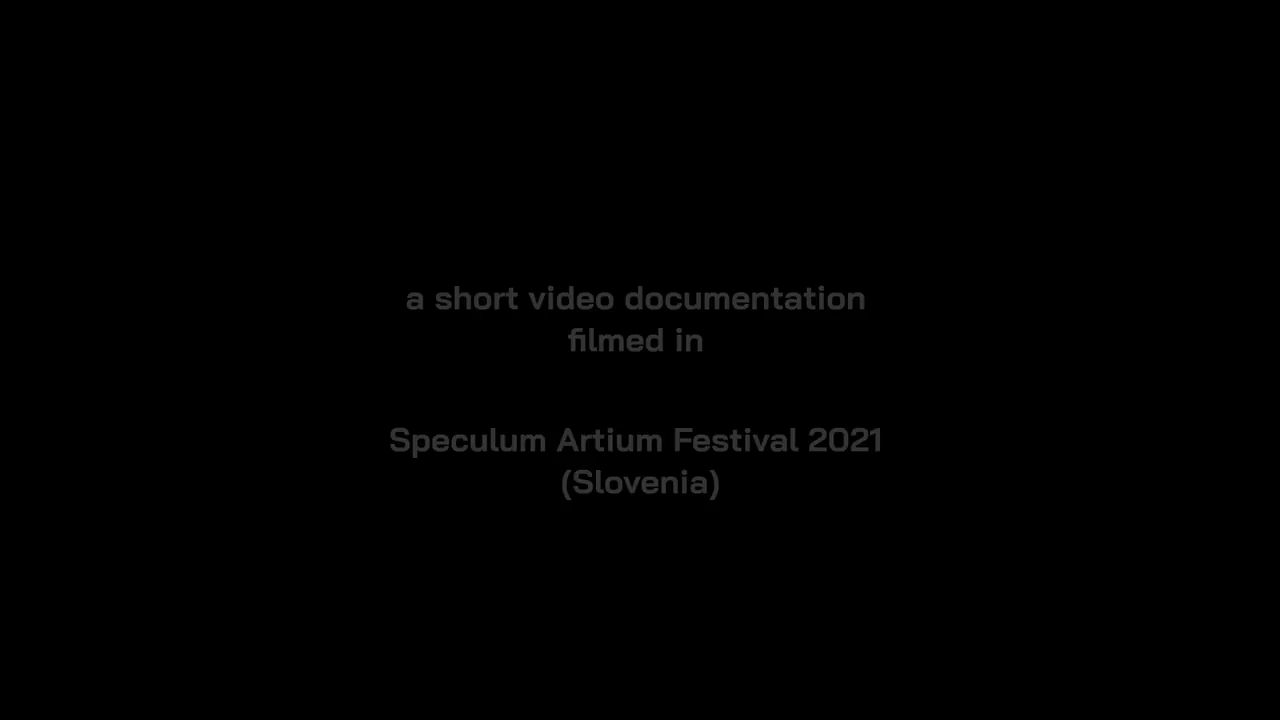 a short video documentation
filmed in
Speculum Artium Festival 2021
(Slovenia)